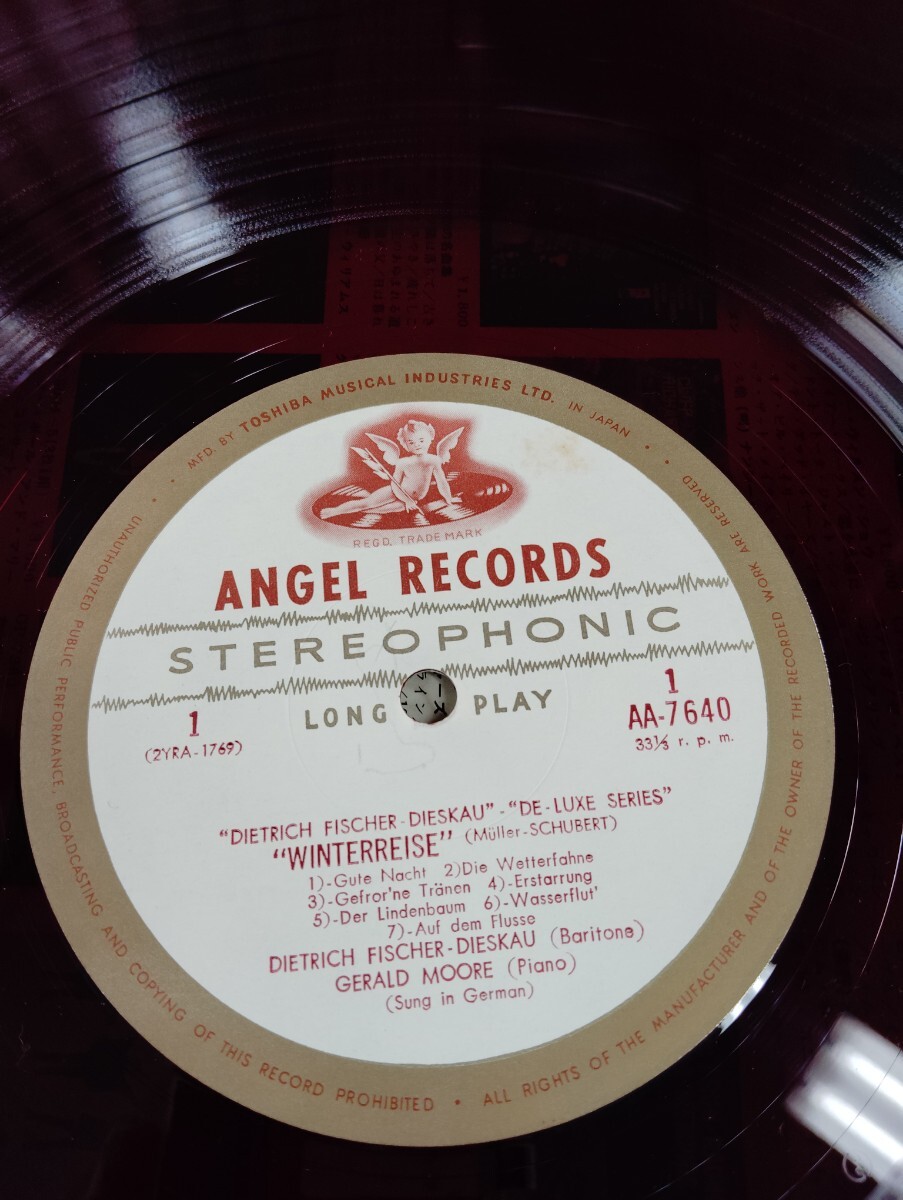 MFD. BY TOSHIBA MUSICAL INDUSTRIES LTD. IN JAPAN
REGD. TRADE MARK
ANGEL RECORDS
STEREOPHONIC
LONG PLAY
1
(2YRA-1769)
1
AA-7640
33⅓ r. p. m.
"DIETRICH FISCHER-DIESKAU" - "DE-LUXE SERIES"
"WINTERREISE" (Müller-SCHUBERT)
1)-Gute Nacht 2)Die Wetterfahne
3)-Gefror'ne Tränen 4)-Erstarrung
5)-Der Lindenbaum 6)-Wasserflut'
7)-Auf dem Flusse
DIETRICH FISCHER-DIESKAU (Baritone)
GERALD MOORE (Piano)
(Sung in German)
ALL RIGHTS OF THE MANUFACTURER AND OF THE OWNER OF THE RECORDED WORK ARE RESERVED
UNAUTHORIZED PUBLIC PERFORMANCE, BROADCASTING AND COPYING OF THIS RECORD PROHIBITED